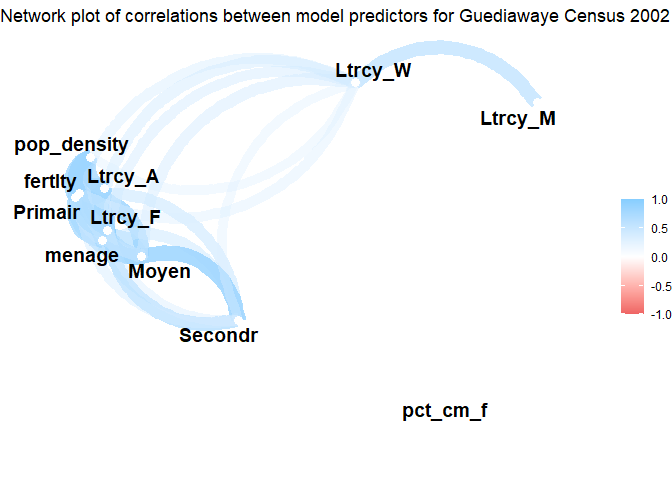 Network plot of correlations between model predictors for Guediawaye Census 2002
Ltrcy_W
Ltrcy_M
pop_density
fertlty
Ltrcy_A
Primair
Ltrcy_F
menage
Moyen
Secondr
pct_cm_f
1.0
0.5
0.0
-0.5
-1.0